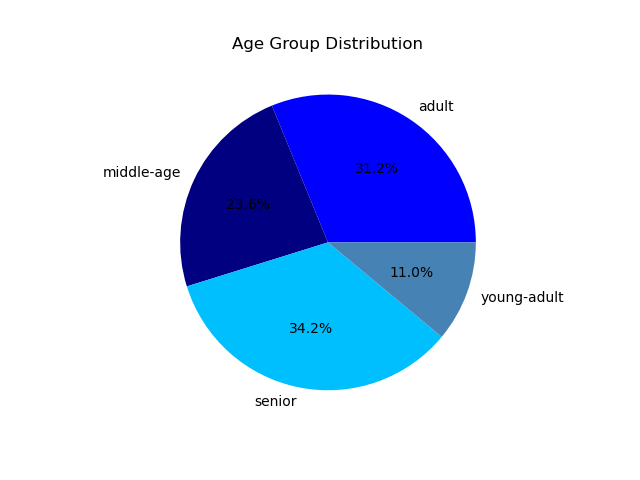 Age Group Distribution
adult
31.2%
middle-age
23.6%
11.0%
young-adult
34.2%
senior